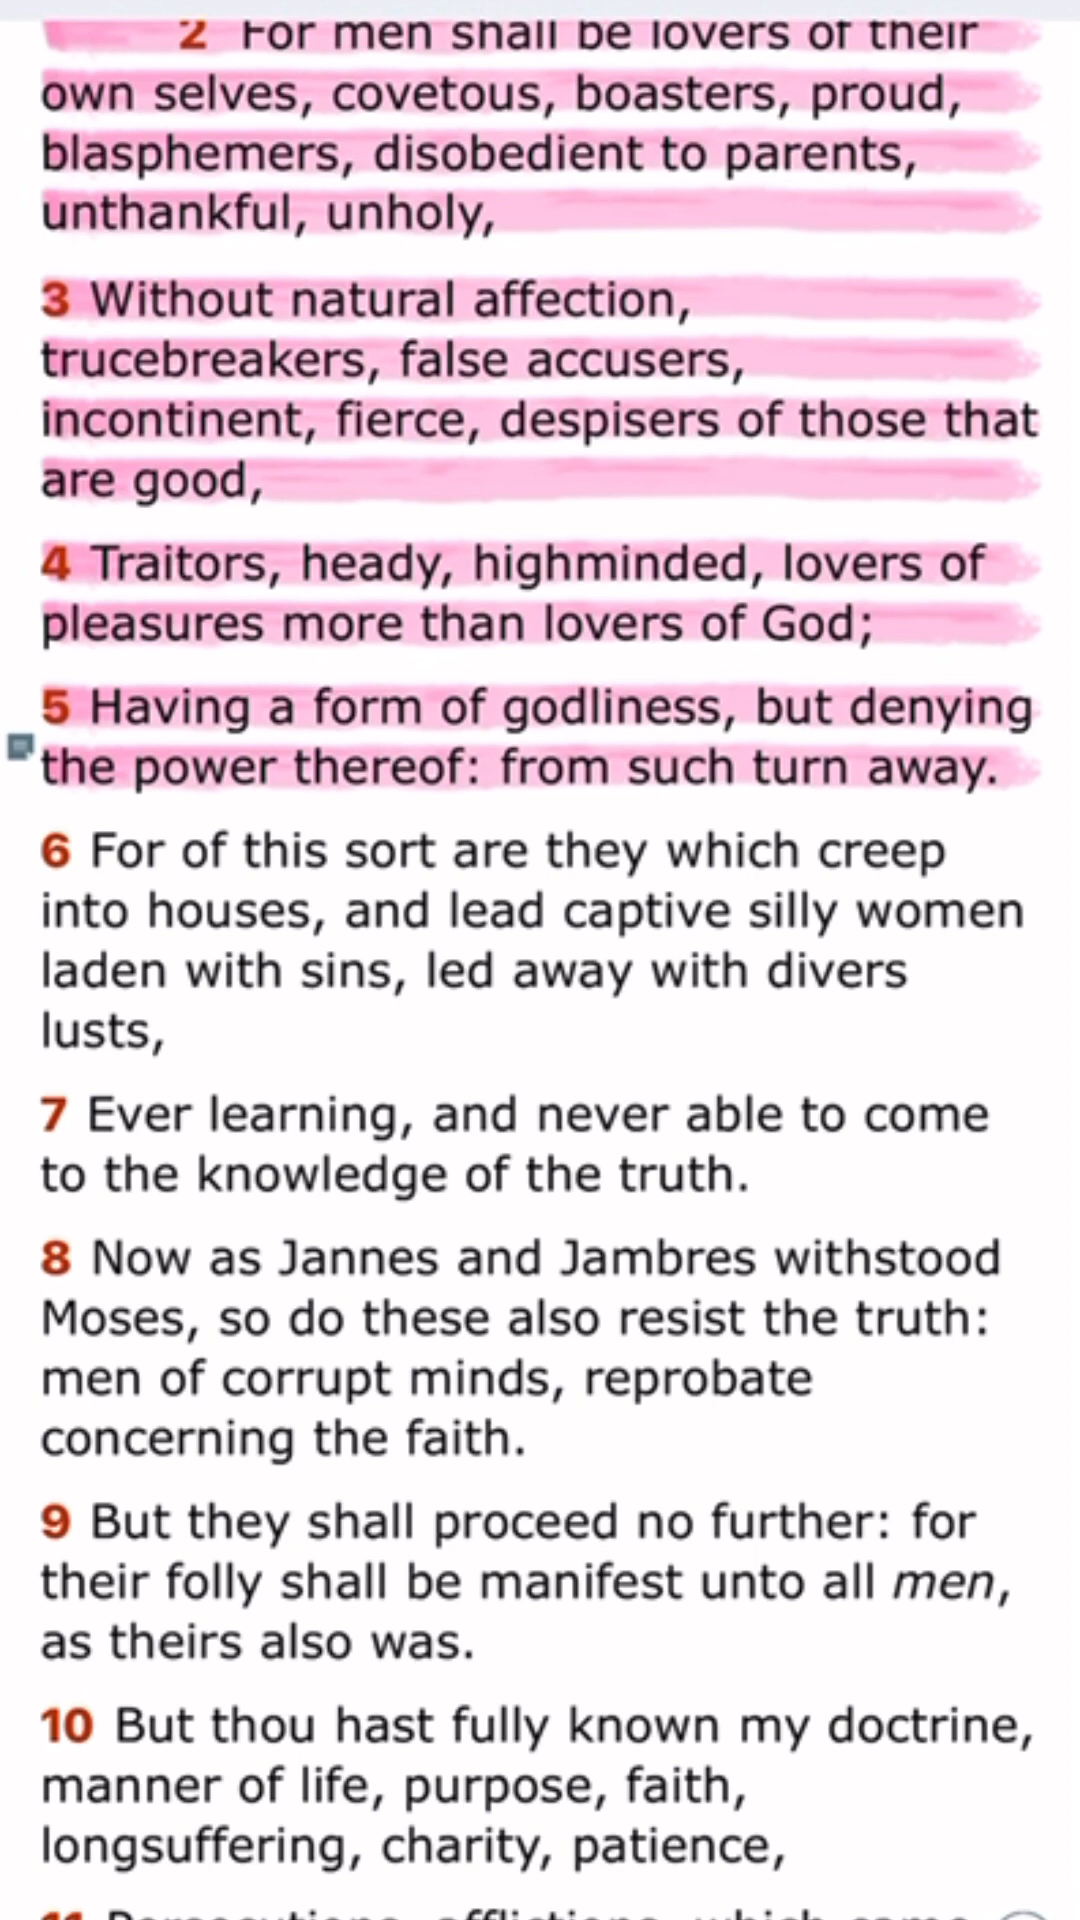 2 For men shall be lovers of their
own selves, covetous, boasters, proud,
blasphemers, disobedient to parents,
unthankful, unholy,
3 Without natural affection,
trucebreakers, false accusers,
incontinent, fierce, despisers of those that
are good,
4 Traitors, heady, highminded, lovers of
pleasures more than lovers of God;
5 Having a form of godliness, but denying
the power thereof: from such turn away.
6 For of this sort are they which creep
into houses, and lead captive silly women
laden with sins, led away with divers
lusts,
7 Ever learning, and never able to come
to the knowledge of the truth.
8 Now as Jannes and Jambres withstood
Moses, so do these also resist the truth:
men of corrupt minds, reprobate
concerning the faith.
9 But they shall proceed no further: for
their folly shall be manifest unto all men,
as theirs also was.
10 But thou hast fully known my doctrine,
manner of life, purpose, faith,
longsuffering, charity, patience,
11 Persecutions, afflictions, which came